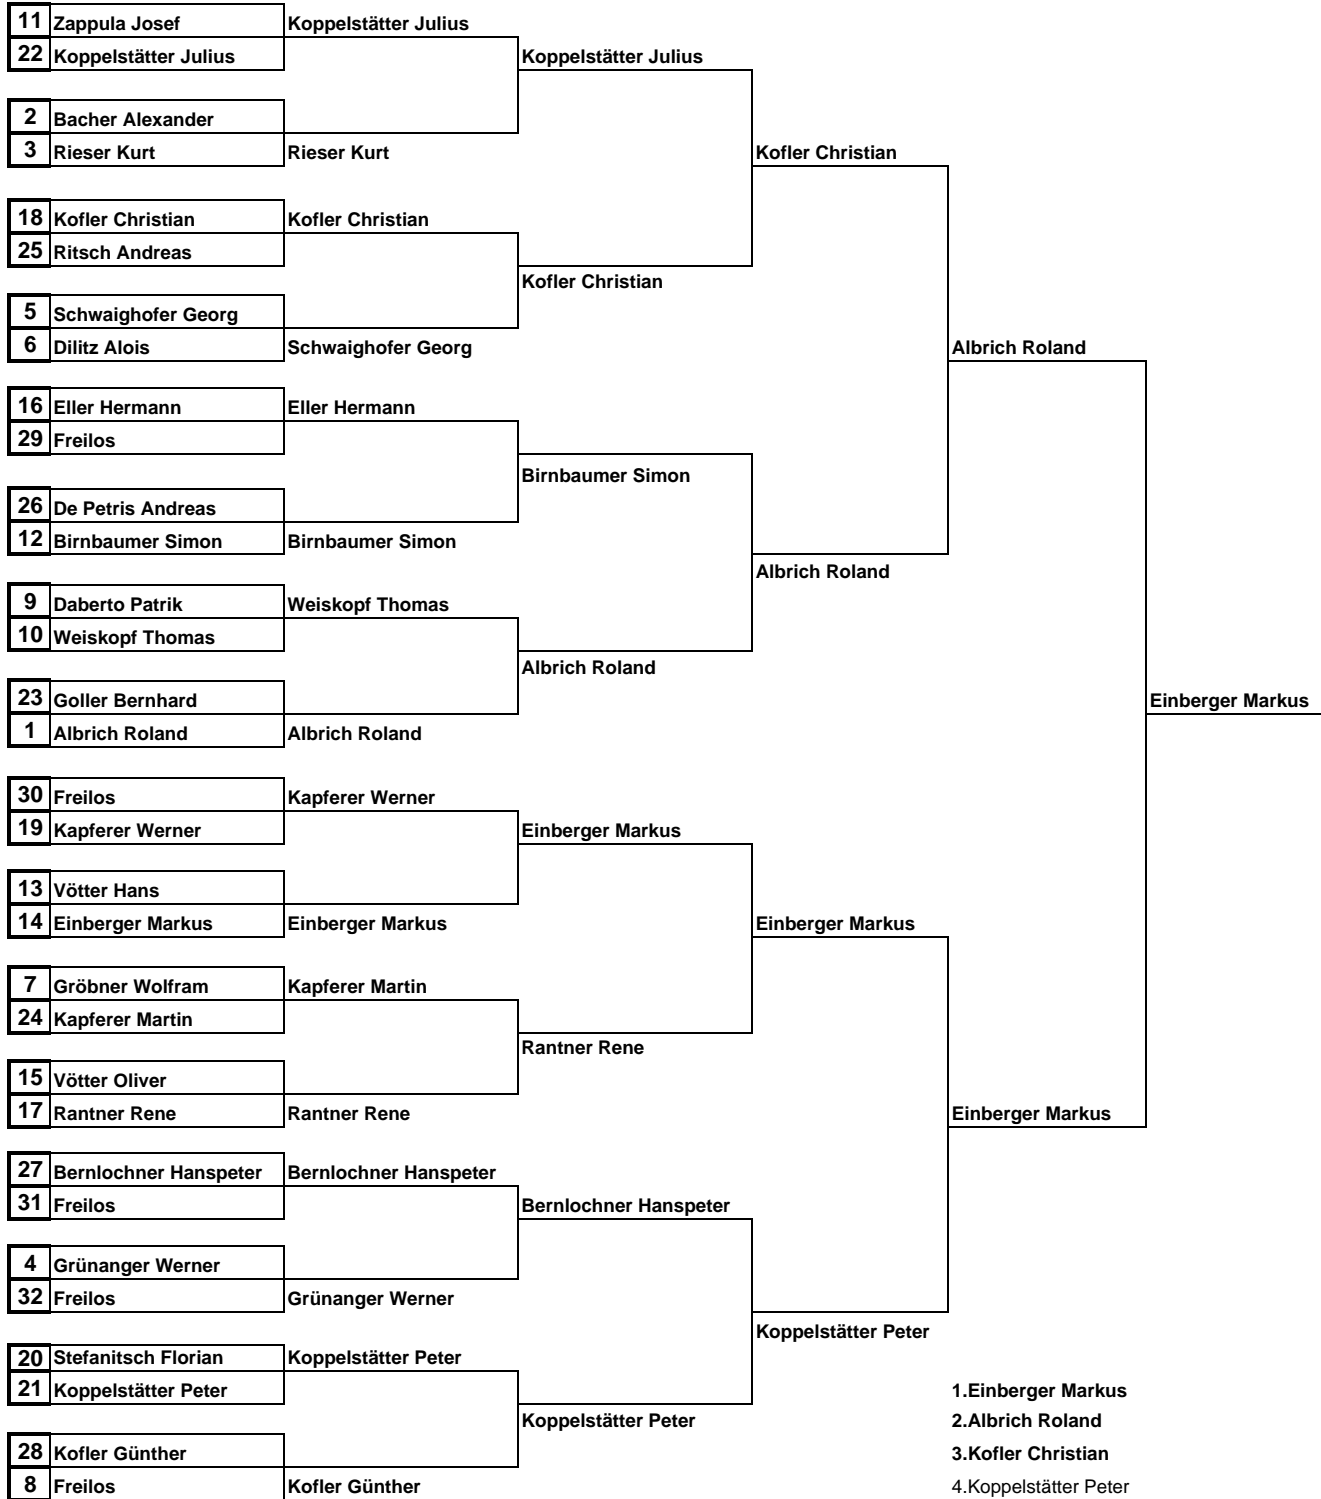 11 Zappula Josef Koppelstätter Julius
22 Koppelstätter Julius Koppelstätter Julius
2 Bacher Alexander
3 Rieser Kurt Rieser Kurt Kofler Christian
18 Kofler Christian Kofler Christian
25 Ritsch Andreas
Kofler Christian
5 Schwaighofer Georg
6 Dilitz Alois Schwaighofer Georg Albrich Roland
16 Eller Hermann Eller Hermann
29 Freilos
Birnbaumer Simon
26 De Petris Andreas
12 Birnbaumer Simon Birnbaumer Simon
Albrich Roland
9 Daberto Patrik Weiskopf Thomas
10 Weiskopf Thomas
Albrich Roland
23 Goller Bernhard Einberger Markus
1 Albrich Roland Albrich Roland
30 Freilos Kapferer Werner
19 Kapferer Werner Einberger Markus
13 Vötter Hans
14 Einberger Markus Einberger Markus Einberger Markus
7 Gröbner Wolfram Kapferer Martin
24 Kapferer Martin
Rantner Rene
15 Vötter Oliver
17 Rantner Rene Rantner Rene Einberger Markus
27 Bernlochner Hanspeter Bernlochner Hanspeter
31 Freilos Bernlochner Hanspeter
4 Grünanger Werner
32 Freilos Grünanger Werner
Koppelstätter Peter
20 Stefanitsch Florian Koppelstätter Peter
21 Koppelstätter Peter 1.Einberger Markus
Koppelstätter Peter 2.Albrich Roland
28 Kofler Günther 3.Kofler Christian
8 Freilos Kofler Günther 4.Koppelstätter Peter